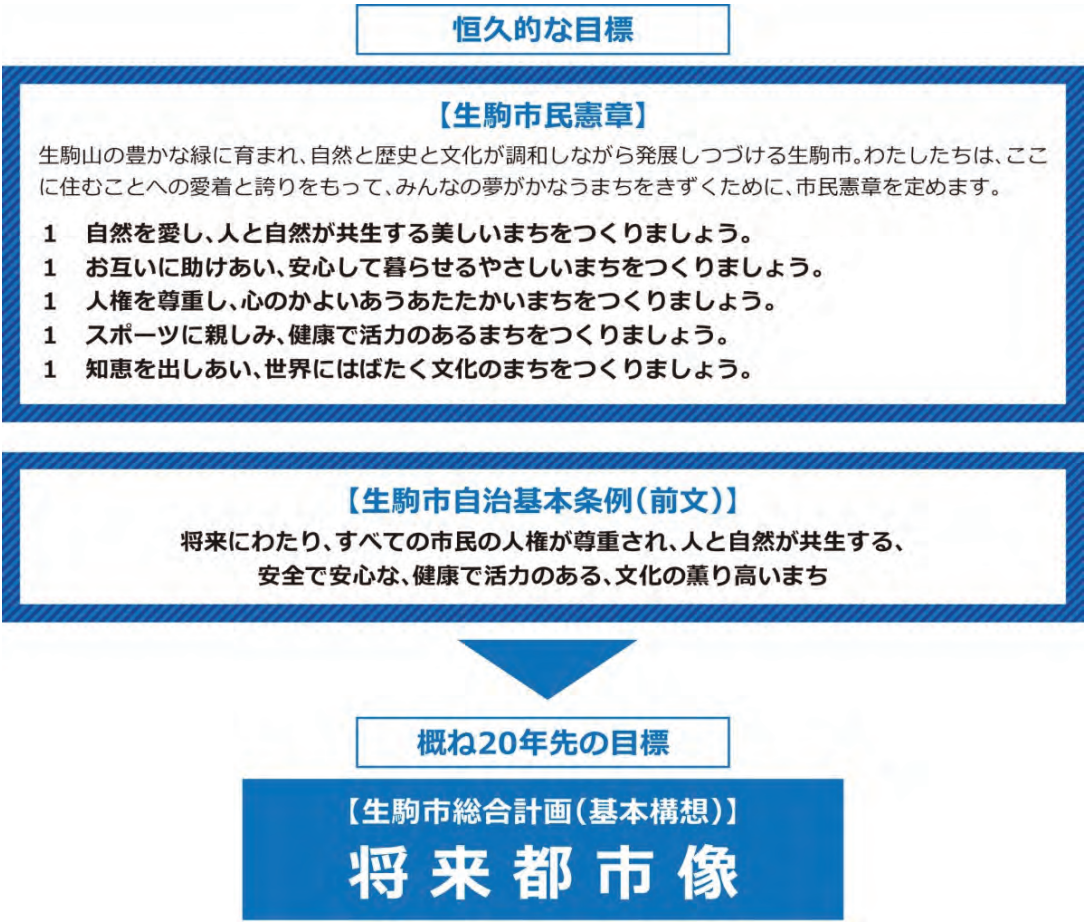 恒久的な目標
【生駒市民憲章】
生駒山の豊かな緑に育まれ、自然と歴史と文化が調和しながら発展しつづける生駒市。わたしたちは、ここ
に住むことへの愛着と誇りをもって、みんなの夢がかなうまちをきずくために、市民憲章を定めます。
1　自然を愛し、人と自然が共生する美しいまちをつくりましょう。
1　お互いに助けあい、安心して暮らせるやさしいまちをつくりましょう。
1　人権を尊重し、心のかよいあうあたたかいまちをつくりましょう。
1　スポーツに親しみ、健康で活力のあるまちをつくりましょう。
1　知恵を出しあい、世界にはばたく文化のまちをつくりましょう。
【生駒市自治基本条例(前文)】
将来にわたり、すべての市民の人権が尊重され、人と自然が共生する、
安全で安心な、健康で活力のある、文化の薫り高いまち
概ね20年先の目標
【生駒市総合計画(基本構想)】
将来都市像